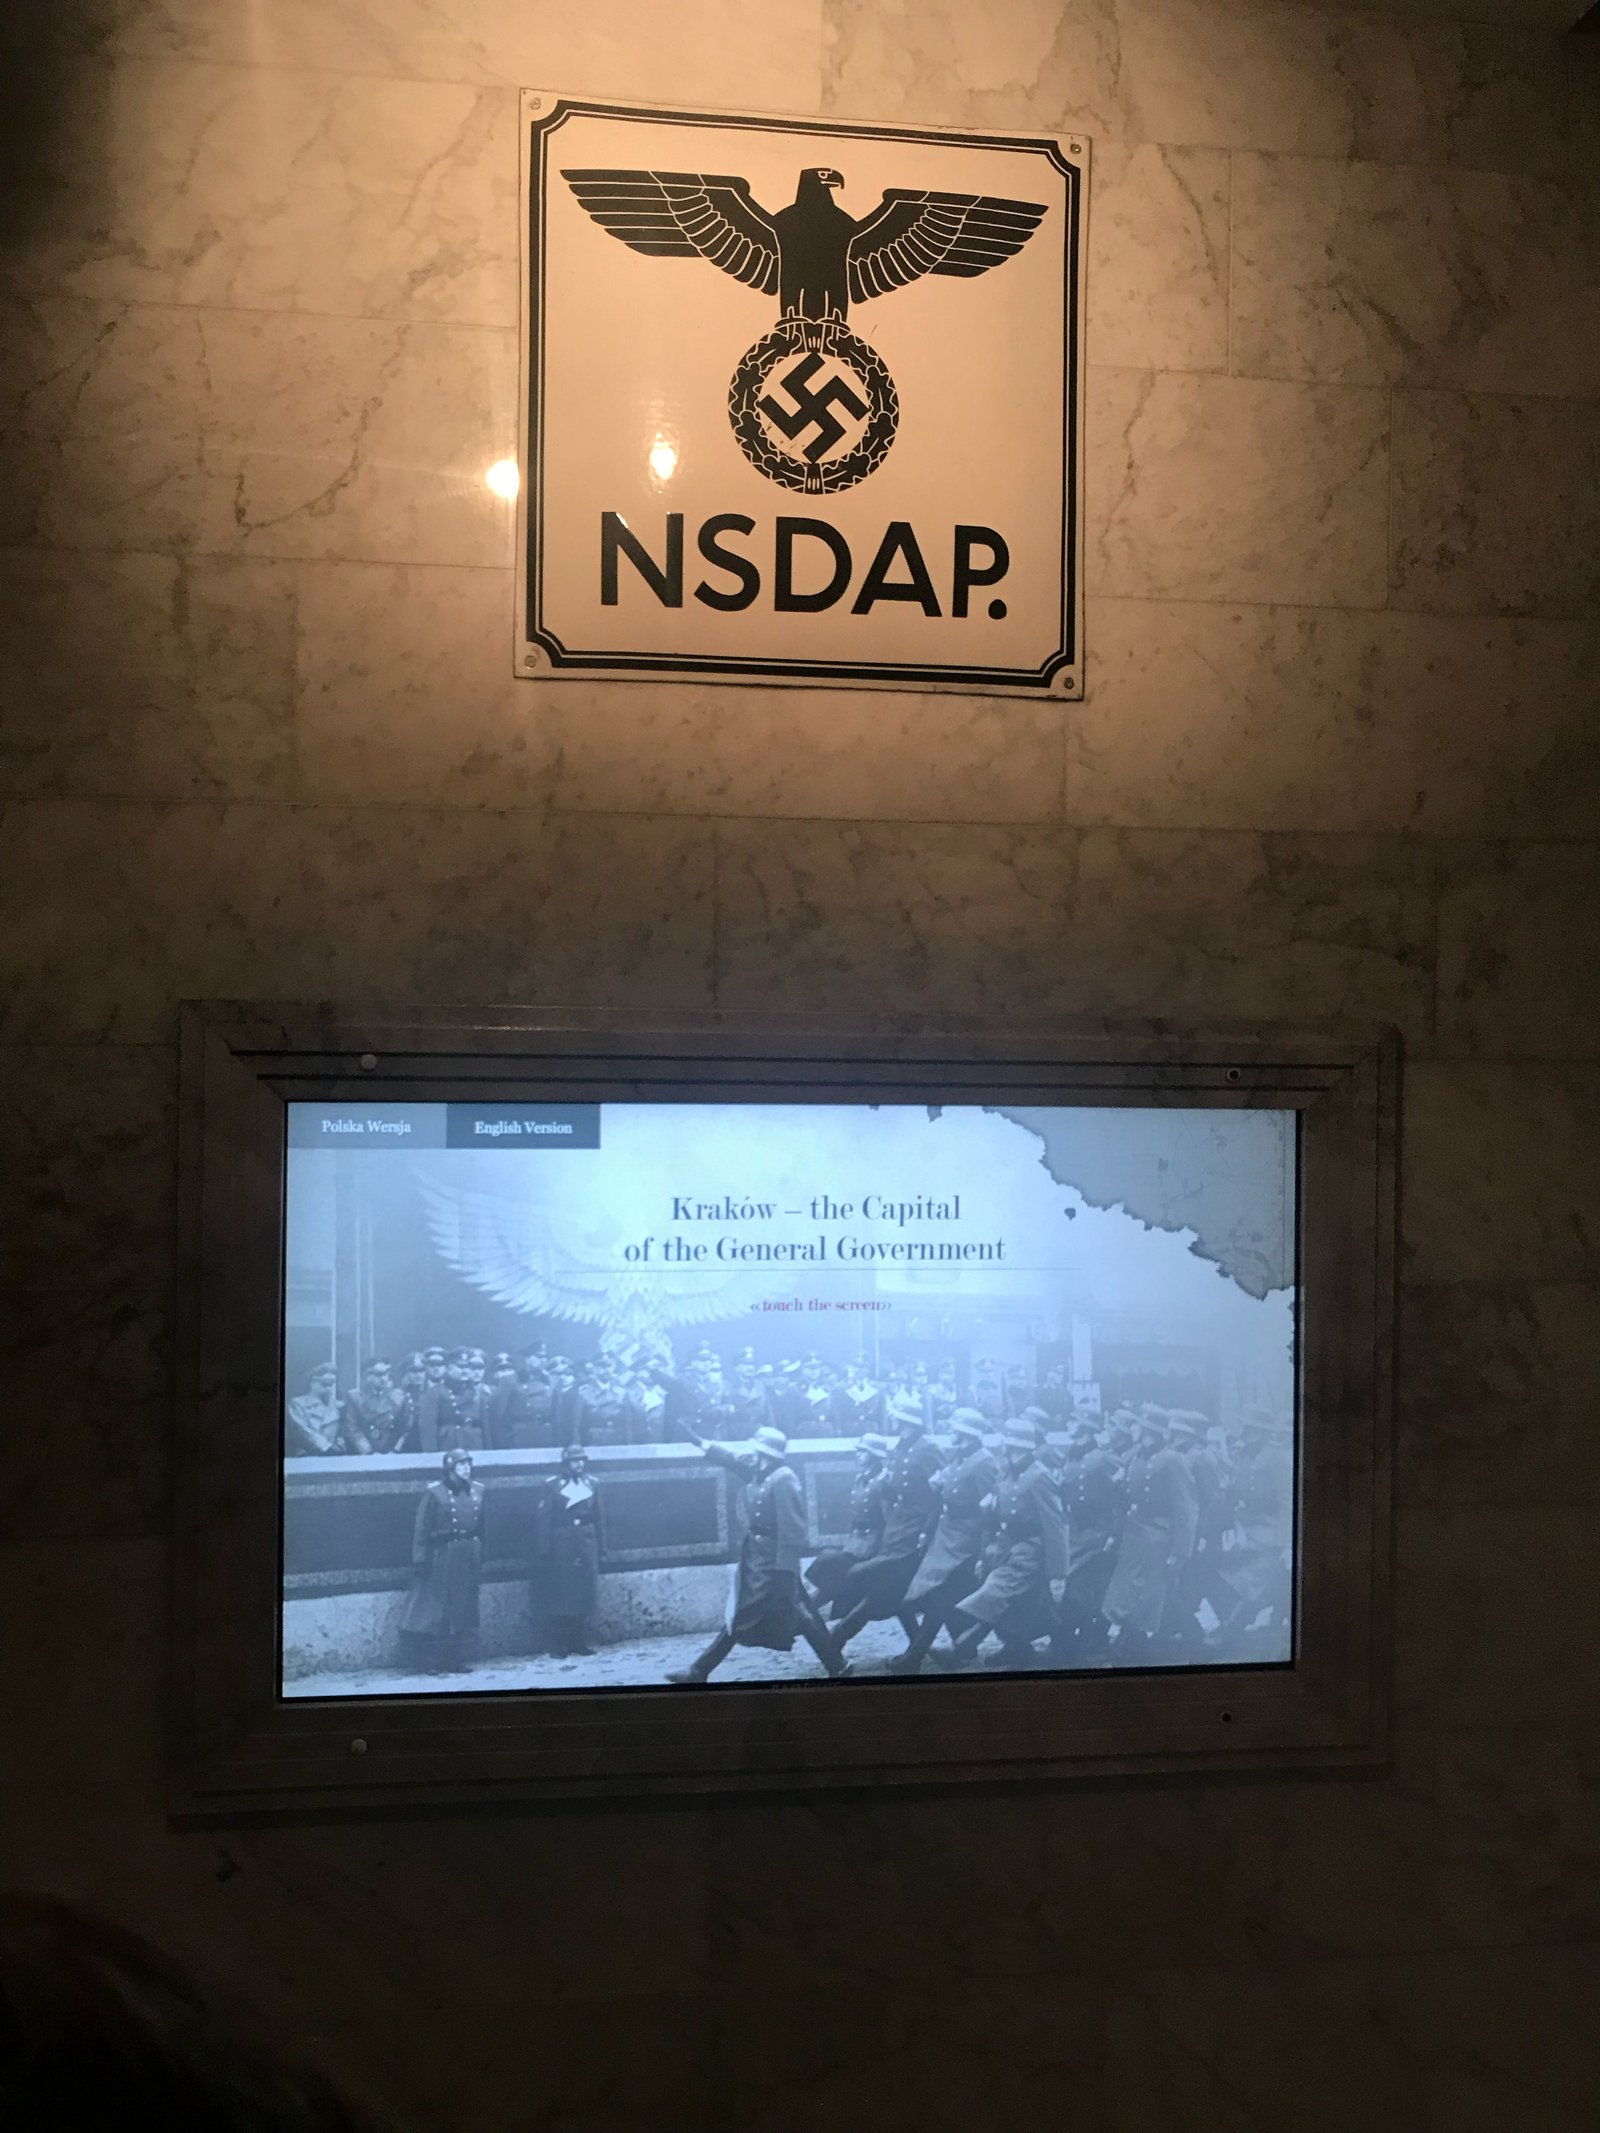 NSDAP.
Polska Wersja
English Version
Kraków – the Capital
of the General Government
«touch the screen»